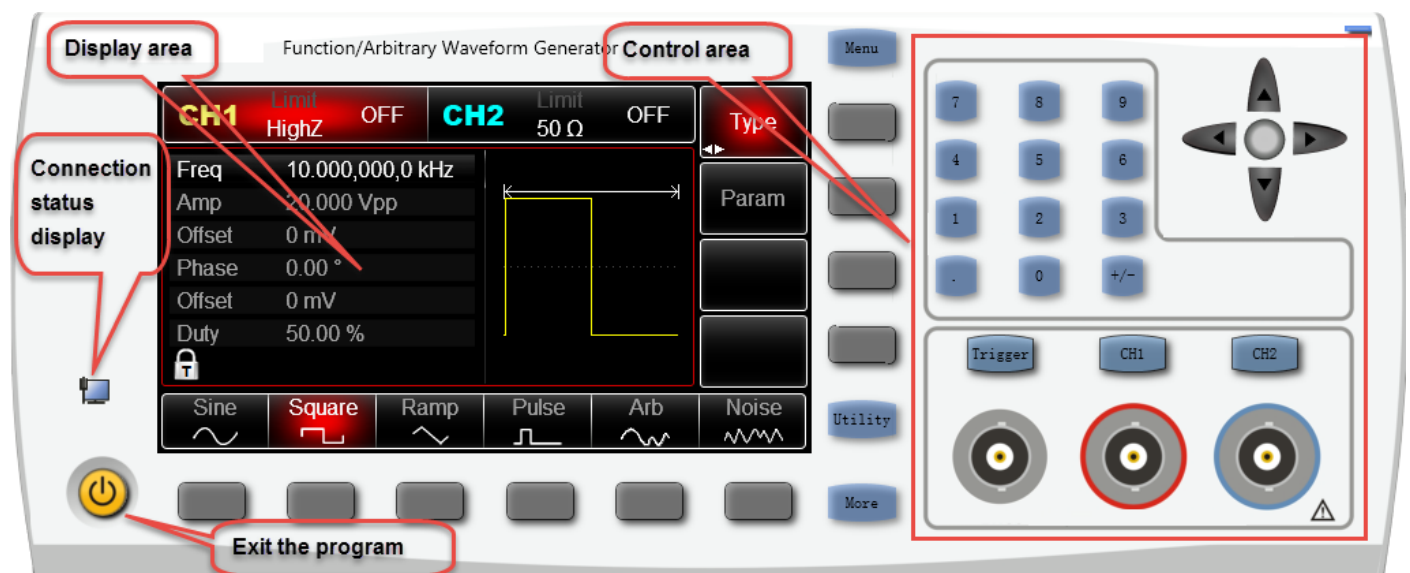 Display area
Function/Arbitrary Waveform Generator
Control area
Menu
CH1 Limit HighZ OFF
CH2 Limit 50 Ω OFF
Type
Connection
status
display
Freq 10.000,000,0 kHz
Amp 20.000 Vpp
Offset 0 mV
Phase 0.00 °
Offset 0 mV
Duty 50.00 %
T
Param
Sine Square Ramp Pulse Arb Noise
Utility
More
Exit the program
7 8 9
4 5 6
1 2 3
. 0 +/-
Trigger CH1 CH2